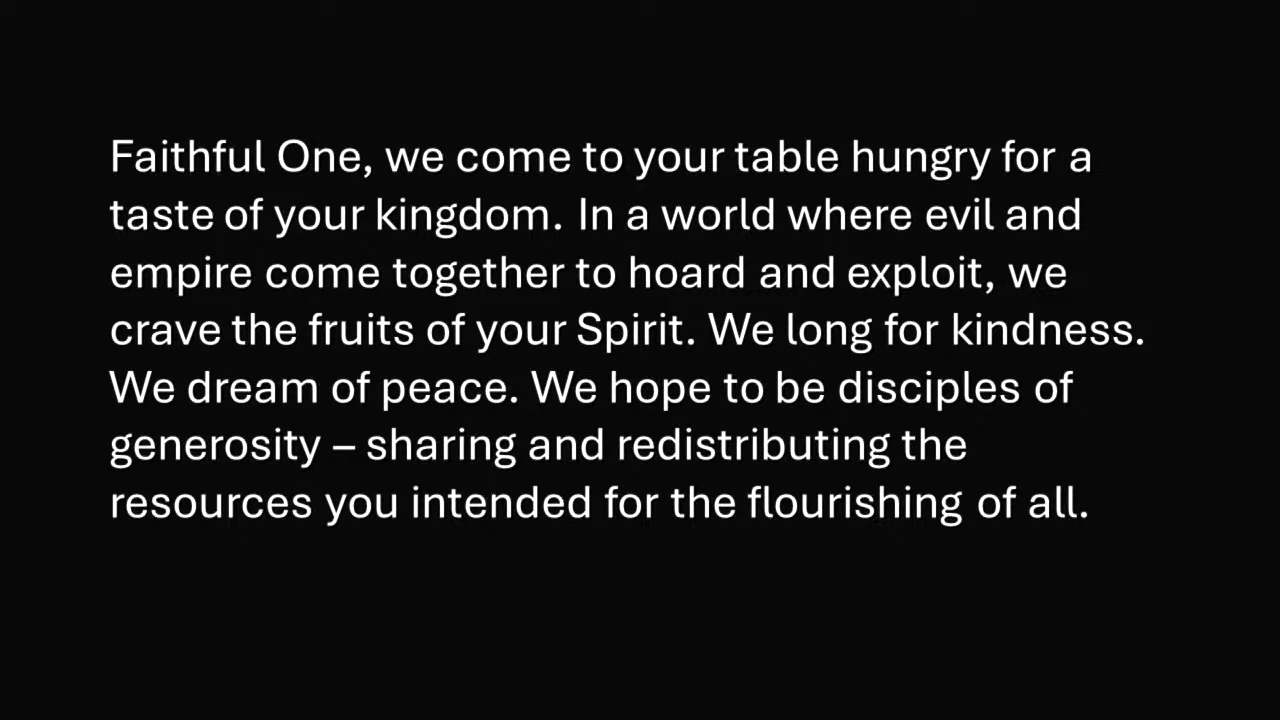 Faithful One, we come to your table hungry for a
taste of your kingdom. In a world where evil and
empire come together to hoard and exploit, we
crave the fruits of your Spirit. We long for kindness.
We dream of peace. We hope to be disciples of
generosity – sharing and redistributing the
resources you intended for the flourishing of all.